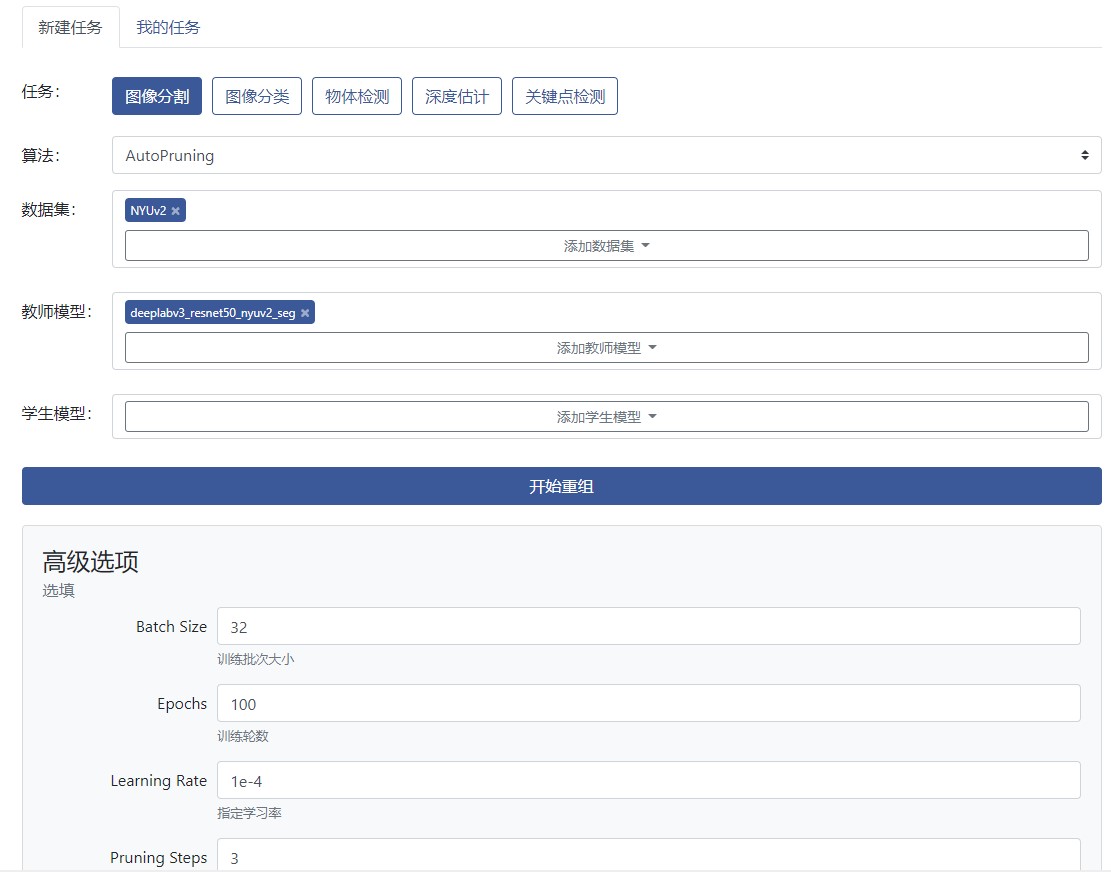 新建任务 我的任务
任务： 图像分割 图像分类 物体检测 深度估计 关键点检测
算法： AutoPruning
数据集： NYUv2 ×
添加数据集
教师模型： deeplabv3_resnet50_nyuv2_seg ×
添加教师模型
学生模型： 添加学生模型
开始重组
高级选项
选填
Batch Size 32
训练批次大小
Epochs 100
训练轮数
Learning Rate 1e-4
指定学习率
Pruning Steps 3